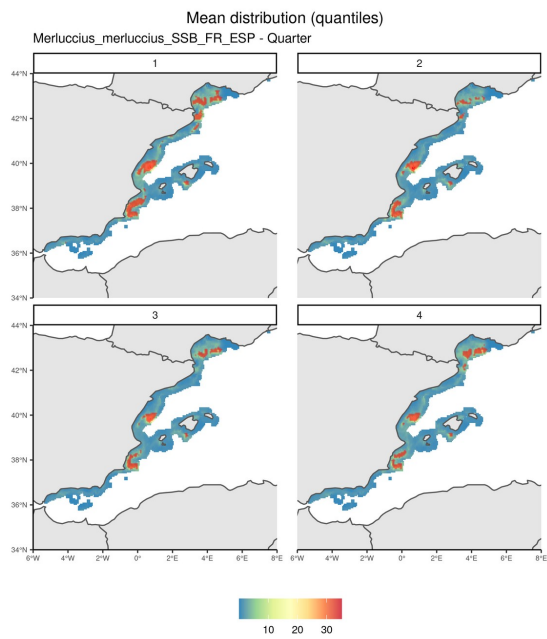 Mean distribution (quantiles)
Merluccius_merluccius_SSB_FR_ESP - Quarter
1
2
44°N
42°N
40°N
38°N
36°N
34°N
3
4
44°N
42°N
40°N
38°N
36°N
34°N
6°W 4°W 2°W 0° 2°E 4°E 6°E 8°E 6°W 4°W 2°W 0° 2°E 4°E 6°E 8°E
10 20 30